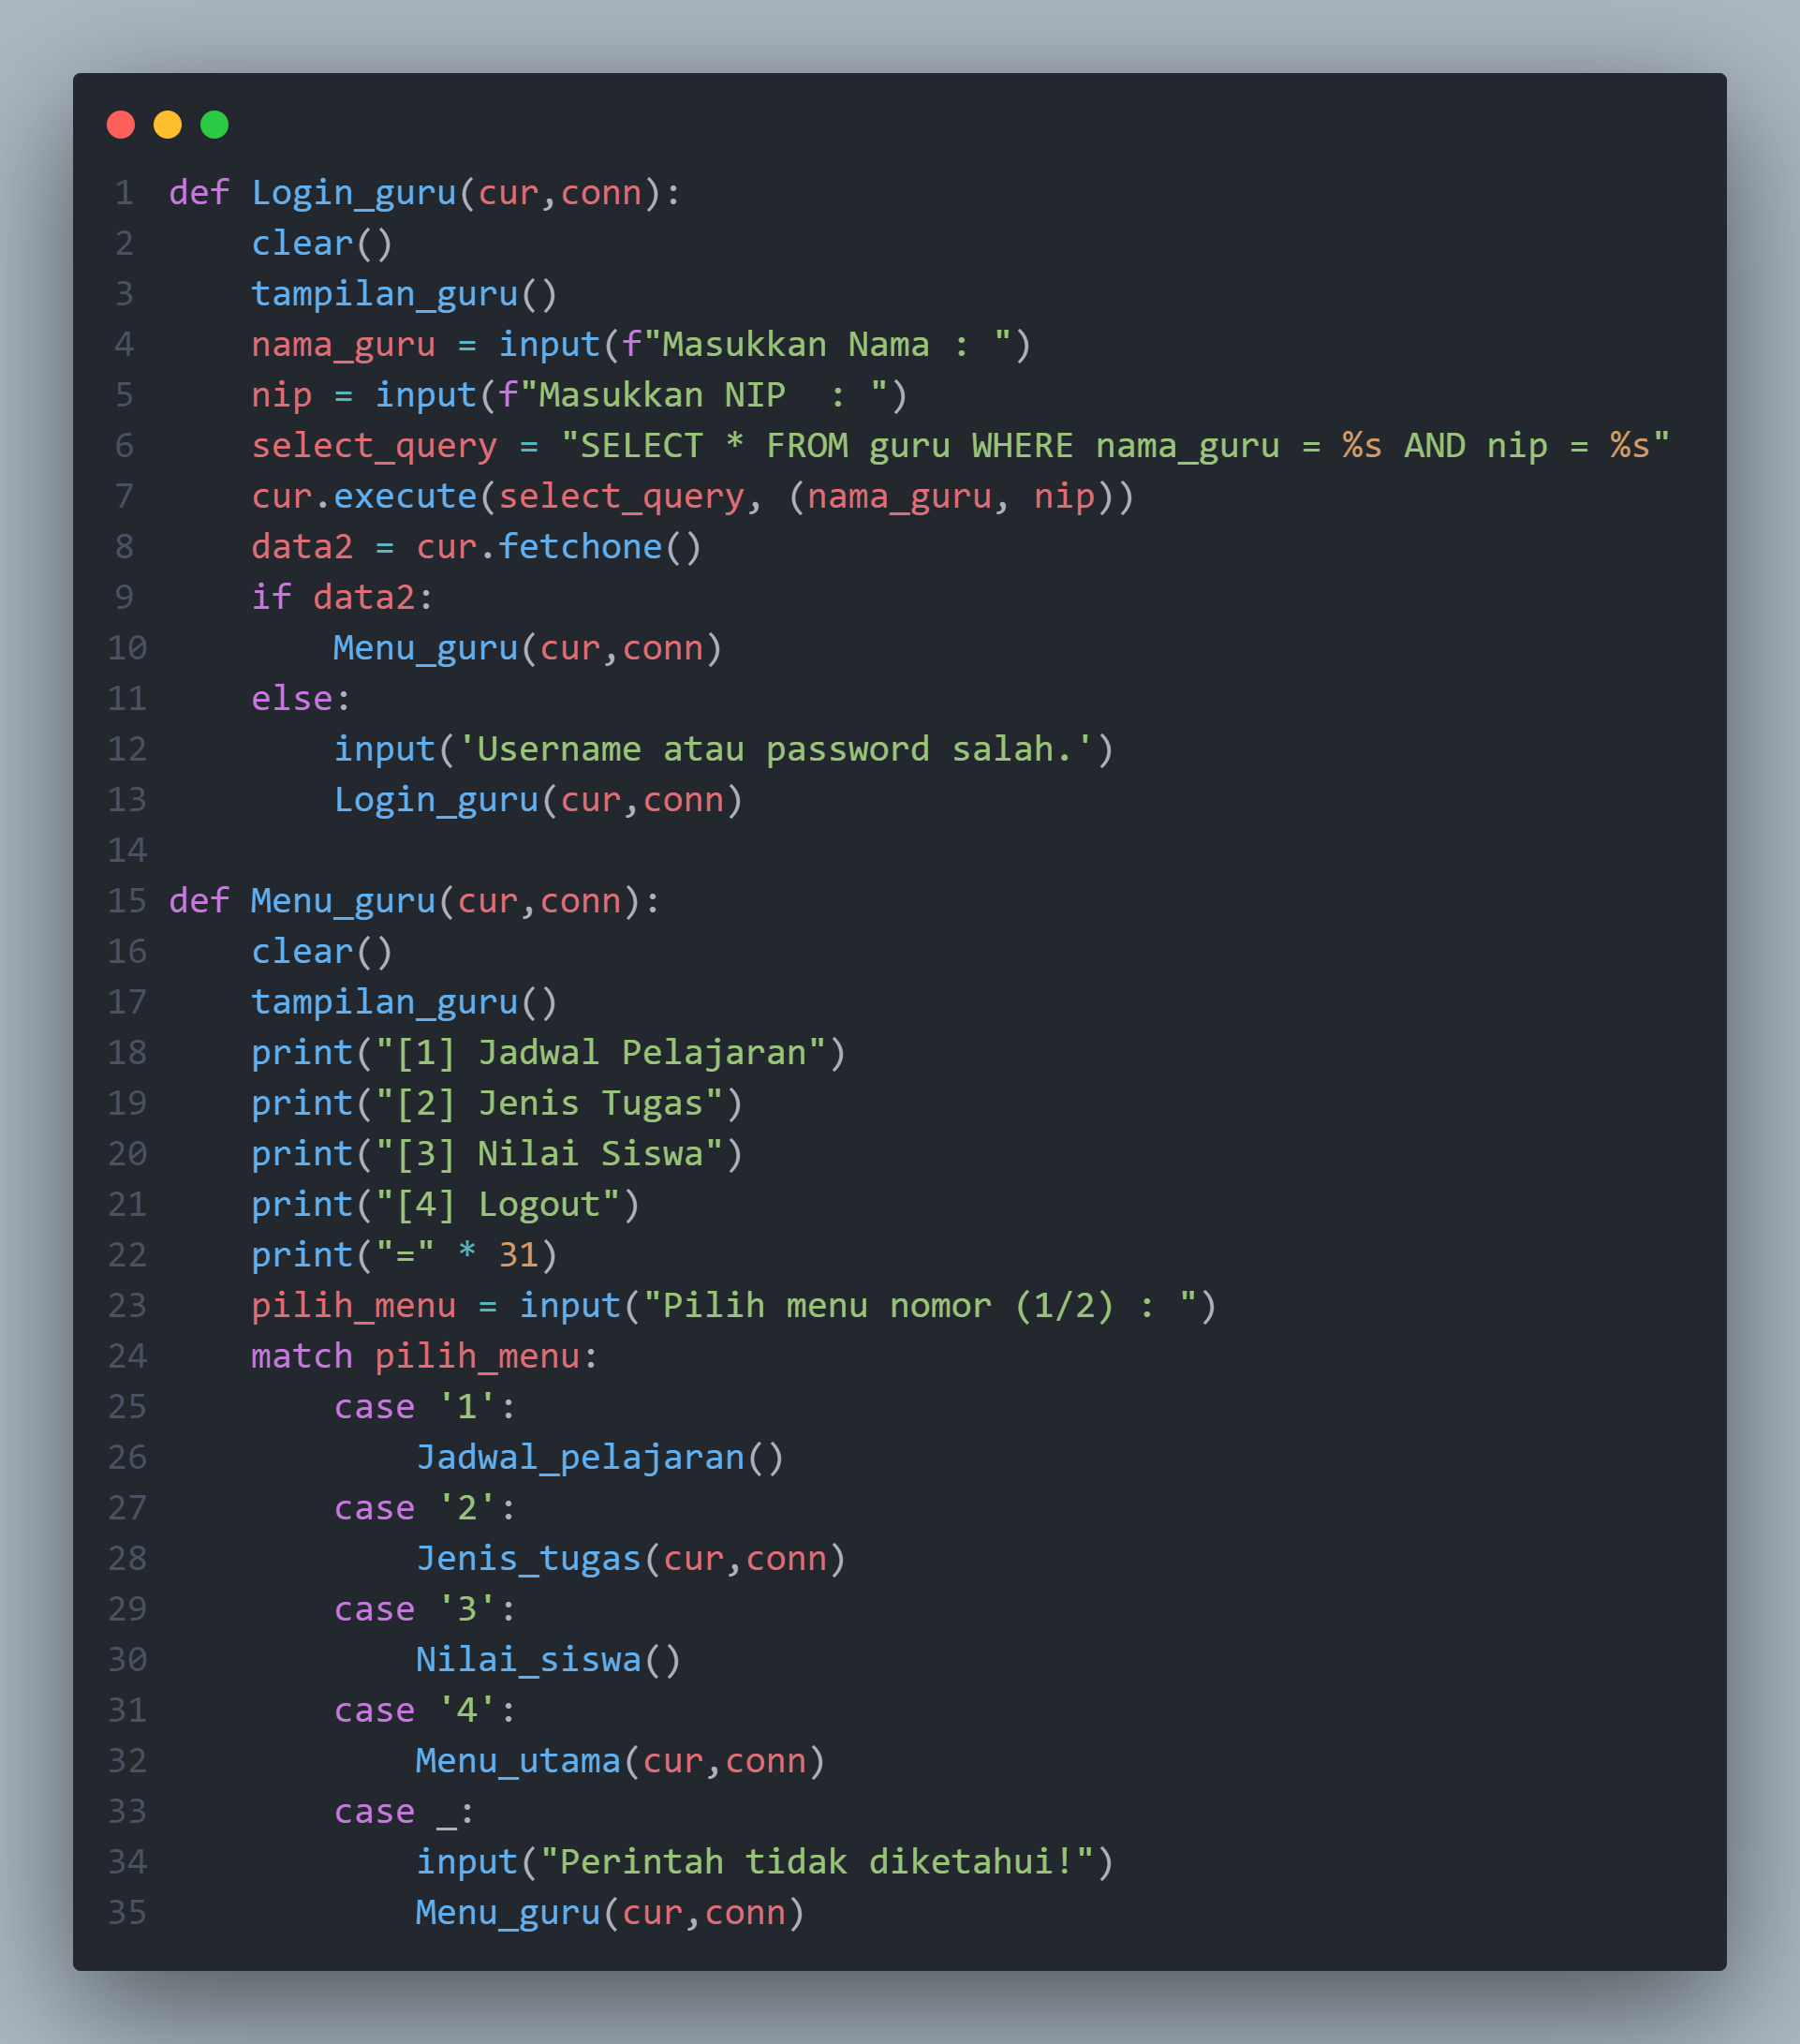 1 def Login_guru(cur,conn):
2     clear()
3     tampilan_guru()
4     nama_guru = input(f"Masukkan Nama : ")
5     nip = input(f"Masukkan NIP  : ")
6     select_query = "SELECT * FROM guru WHERE nama_guru = %s AND nip = %s"
7     cur.execute(select_query, (nama_guru, nip))
8     data2 = cur.fetchone()
9     if data2:
10         Menu_guru(cur,conn)
11     else:
12         input('Username atau password salah.')
13         Login_guru(cur,conn)
14
15 def Menu_guru(cur,conn):
16     clear()
17     tampilan_guru()
18     print("[1] Jadwal Pelajaran")
19     print("[2] Jenis Tugas")
20     print("[3] Nilai Siswa")
21     print("[4] Logout")
22     print("=" * 31)
23     pilih_menu = input("Pilih menu nomor (1/2) : ")
24     match pilih_menu:
25         case '1':
26             Jadwal_pelajaran()
27         case '2':
28             Jenis_tugas(cur,conn)
29         case '3':
30             Nilai_siswa()
31         case '4':
32             Menu_utama(cur,conn)
33         case _:
34             input("Perintah tidak diketahui!")
35             Menu_guru(cur,conn)